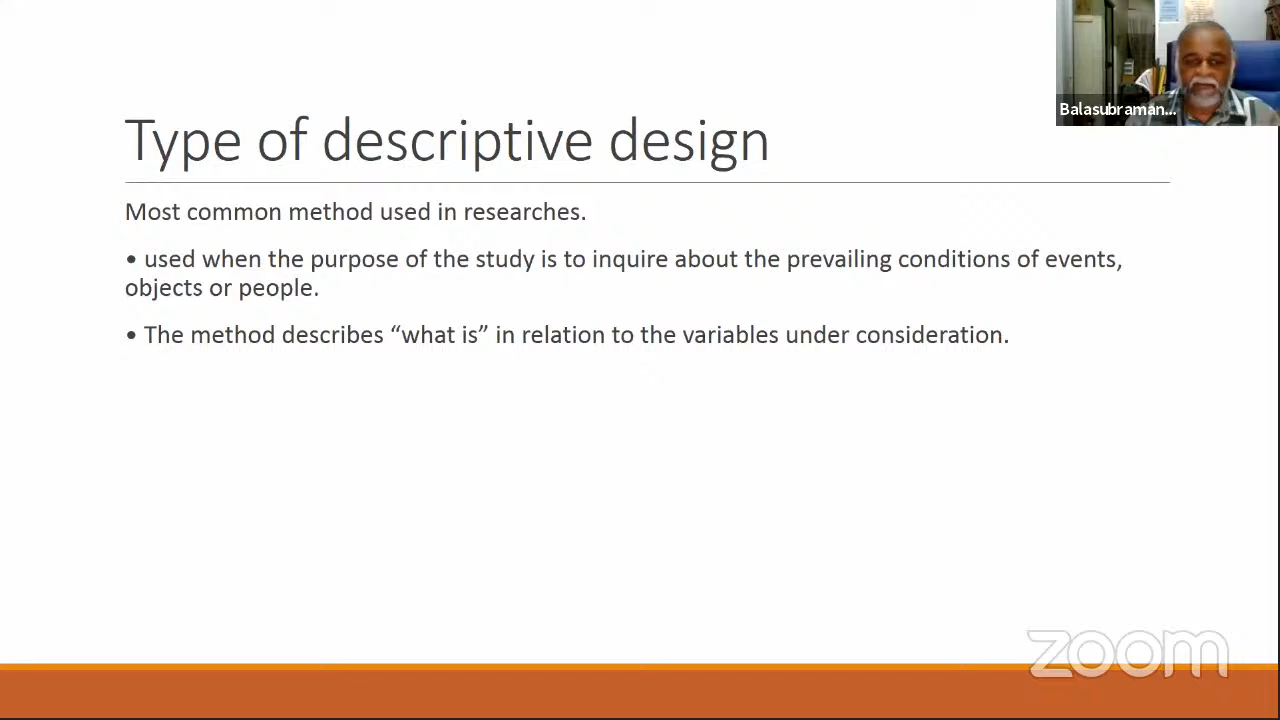 Balasubraman...
Type of descriptive design
Most common method used in researches.
• used when the purpose of the study is to inquire about the prevailing conditions of events,
objects or people.
• The method describes “what is” in relation to the variables under consideration.
zoom